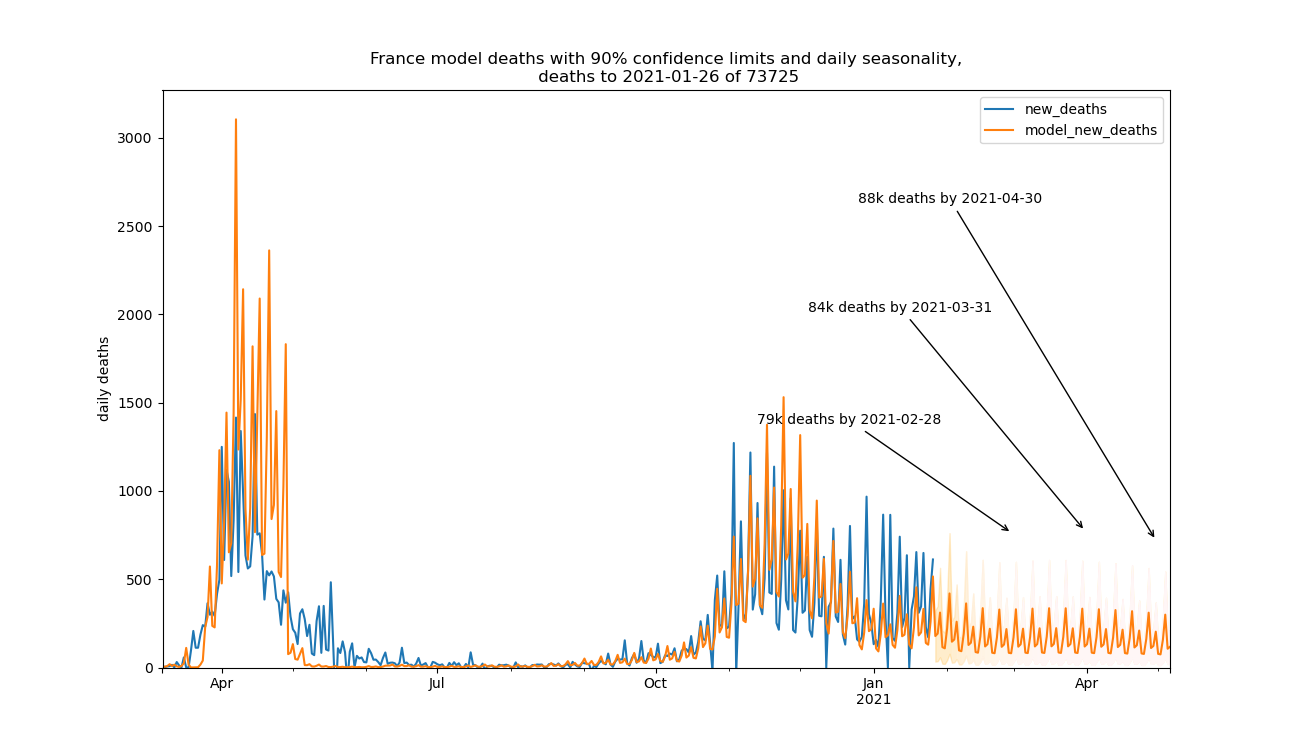 France model deaths with 90% confidence limits and daily seasonality,
deaths to 2021-01-26 of 73725
new_deaths
model_new_deaths
daily deaths
3000
2500
2000
1500
1000
500
0
88k deaths by 2021-04-30
84k deaths by 2021-03-31
79k deaths by 2021-02-28
Apr
Jul
Oct
Jan
2021
Apr